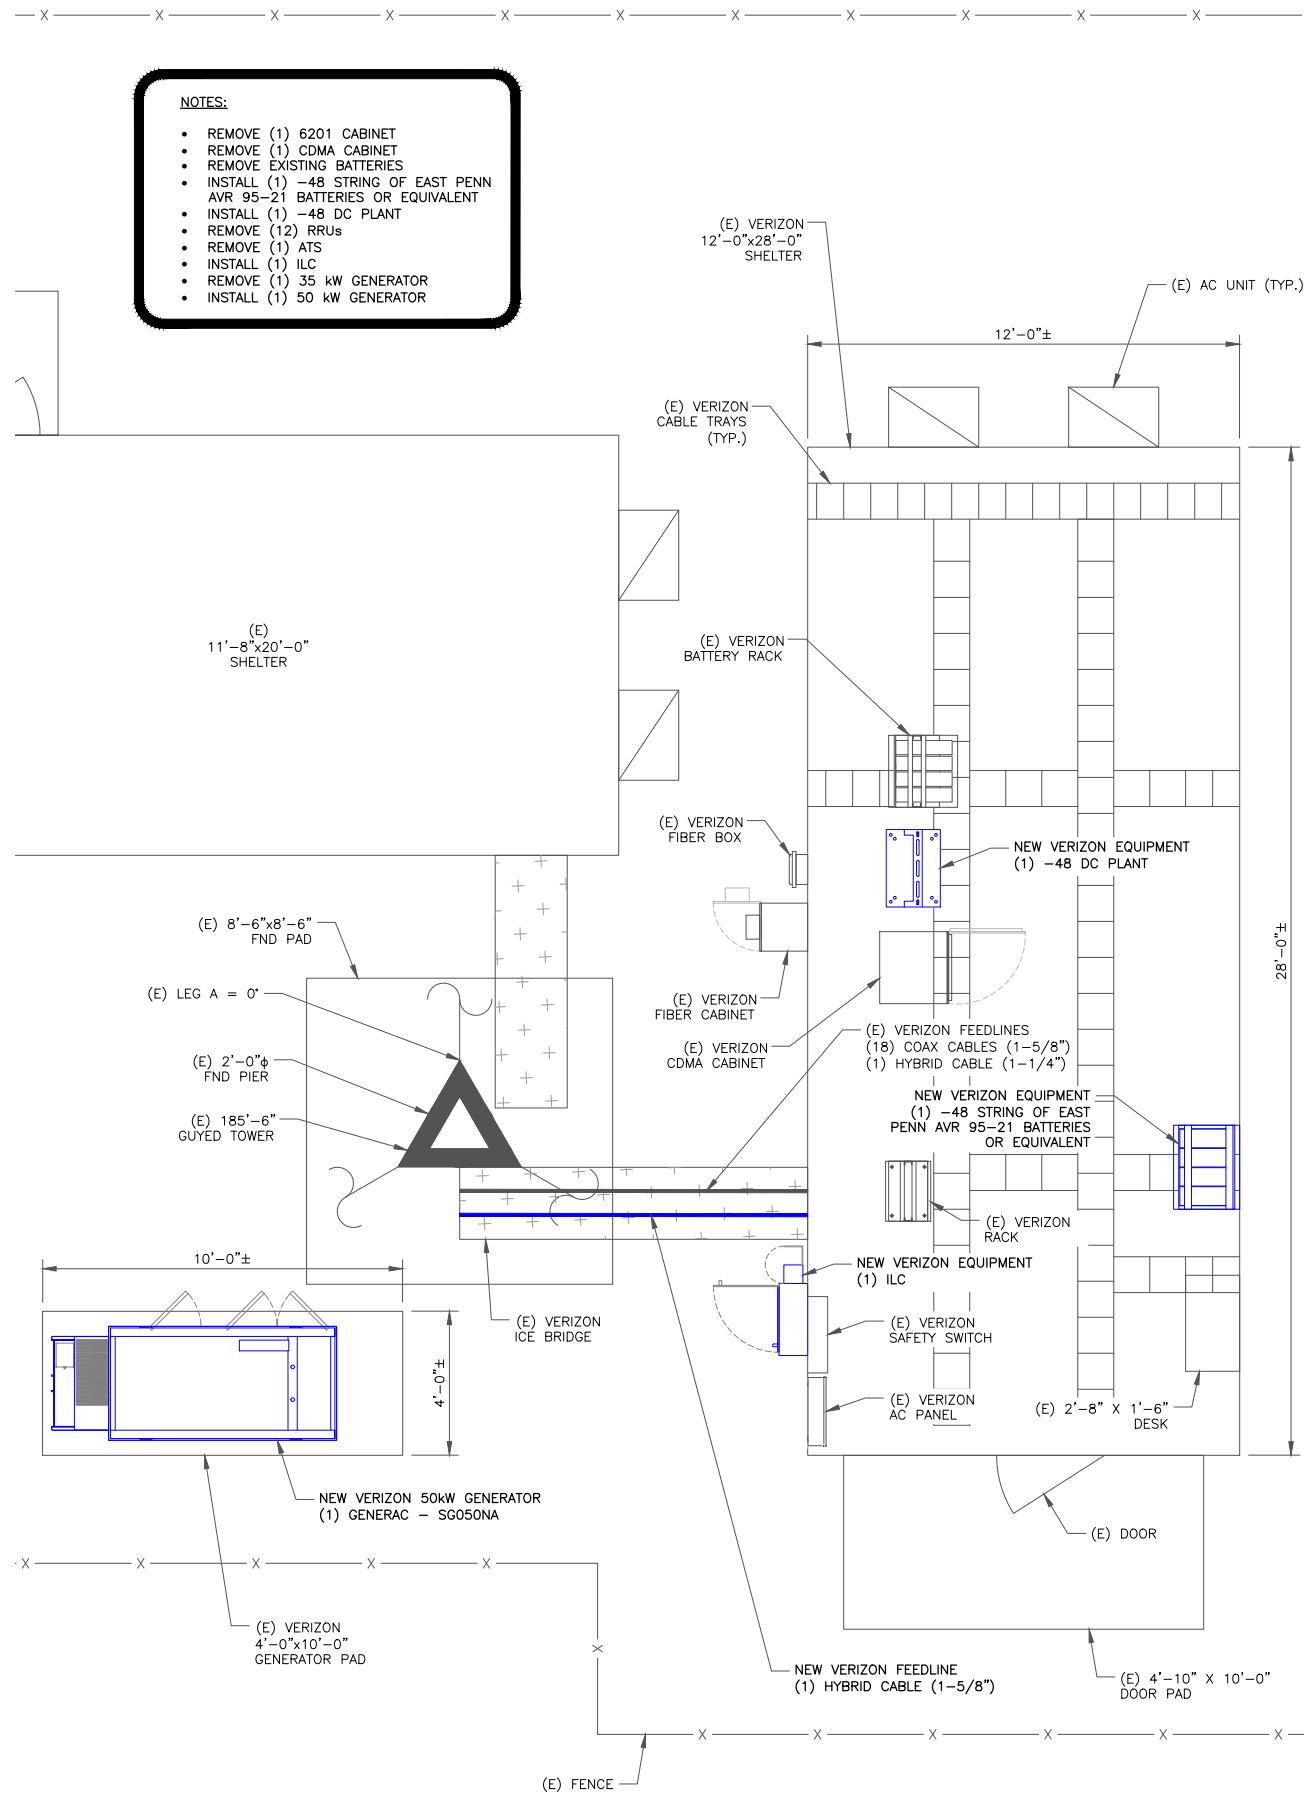 NOTES:
• REMOVE (1) 6201 CABINET
• REMOVE (1) CDMA CABINET
• REMOVE EXISTING BATTERIES
• INSTALL (1) -48 STRING OF EAST PENN
AVR 95-21 BATTERIES OR EQUIVALENT
• INSTALL (1) -48 DC PLANT
• REMOVE (12) RRUs
• REMOVE (1) ATS
• INSTALL (1) ILC
• REMOVE (1) 35 kW GENERATOR
• INSTALL (1) 50 kW GENERATOR
(E) VERIZON
12'-0"x28'-0"
SHELTER
(E) AC UNIT (TYP.)
12'-0"±
(E) VERIZON
CABLE TRAYS
(TYP.)
(E)
11'-8"x20'-0"
SHELTER
(E) VERIZON
BATTERY RACK
(E) VERIZON
FIBER BOX
NEW VERIZON EQUIPMENT
(1) -48 DC PLANT
(E) 8'-6"x8'-6"
FND PAD
28'-0"±
(E) LEG A = 0°
(E) VERIZON
FIBER CABINET
(E) VERIZON
CDMA CABINET
(E) VERIZON FEEDLINES
(18) COAX CABLES (1-5/8")
(1) HYBRID CABLE (1-1/4")
(E) 2'-0"ϕ
FND PIER
(E) 185'-6"
GUYED TOWER
NEW VERIZON EQUIPMENT
(1) -48 STRING OF EAST
PENN AVR 95-21 BATTERIES
OR EQUIVALENT
(E) VERIZON
RACK
10'-0"±
NEW VERIZON EQUIPMENT
(1) ILC
(E) VERIZON
ICE BRIDGE
(E) VERIZON
SAFETY SWITCH
4'-0"±
(E) VERIZON
AC PANEL
(E) 2'-8" X 1'-6"
DESK
NEW VERIZON 50kW GENERATOR
(1) GENERAC - SG050NA
(E) DOOR
(E) VERIZON
4'-0"x10'-0"
GENERATOR PAD
NEW VERIZON FEEDLINE
(1) HYBRID CABLE (1-5/8")
(E) 4'-10" X 10'-0"
DOOR PAD
(E) FENCE